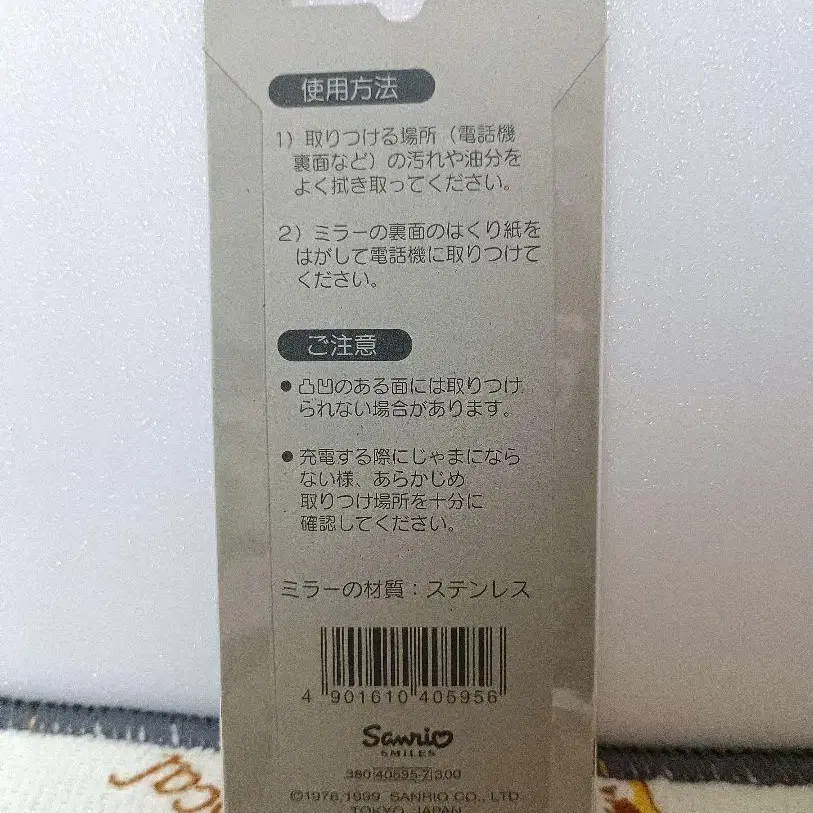 使用方法
1）取りつける場所（電話機
裏面など）の汚れや油分を
よく拭き取ってください。
2）ミラーの裏面のはくり紙を
はがして電話機に取りつけて
ください。
ご注意
●凸凹のある面には取りつけ
られない場合があります。
●充電する際にじゃまになら
ない様、あらかじめ
取りつけ場所を十分に
確認してください。
ミラーの材質：ステンレス
4 901610 405956
Sanrio
SMILES
380 40595-7 300
©1976,1999 SANRIO CO., LTD.
TOKYO, JAPAN